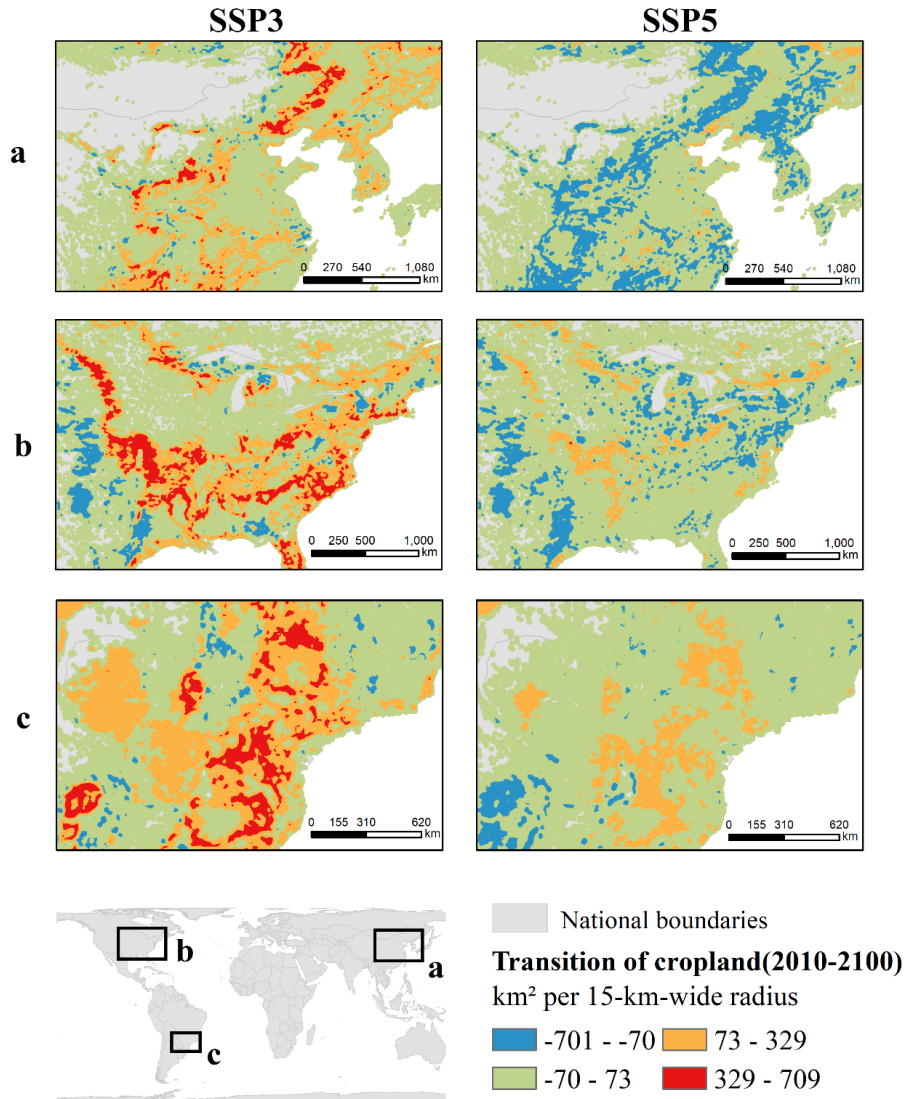 SSP3 SSP5
a
0 270 540 1,080
km
0 270 540 1,080
km
b
0 250 500 1,000
km
0 250 500 1,000
km
c
0 155 310 620
km
0 155 310 620
km
b
a
c
National boundaries
Transition of cropland(2010-2100)
km² per 15-km-wide radius
-701 - -70 73 - 329
-70 - 73 329 - 709